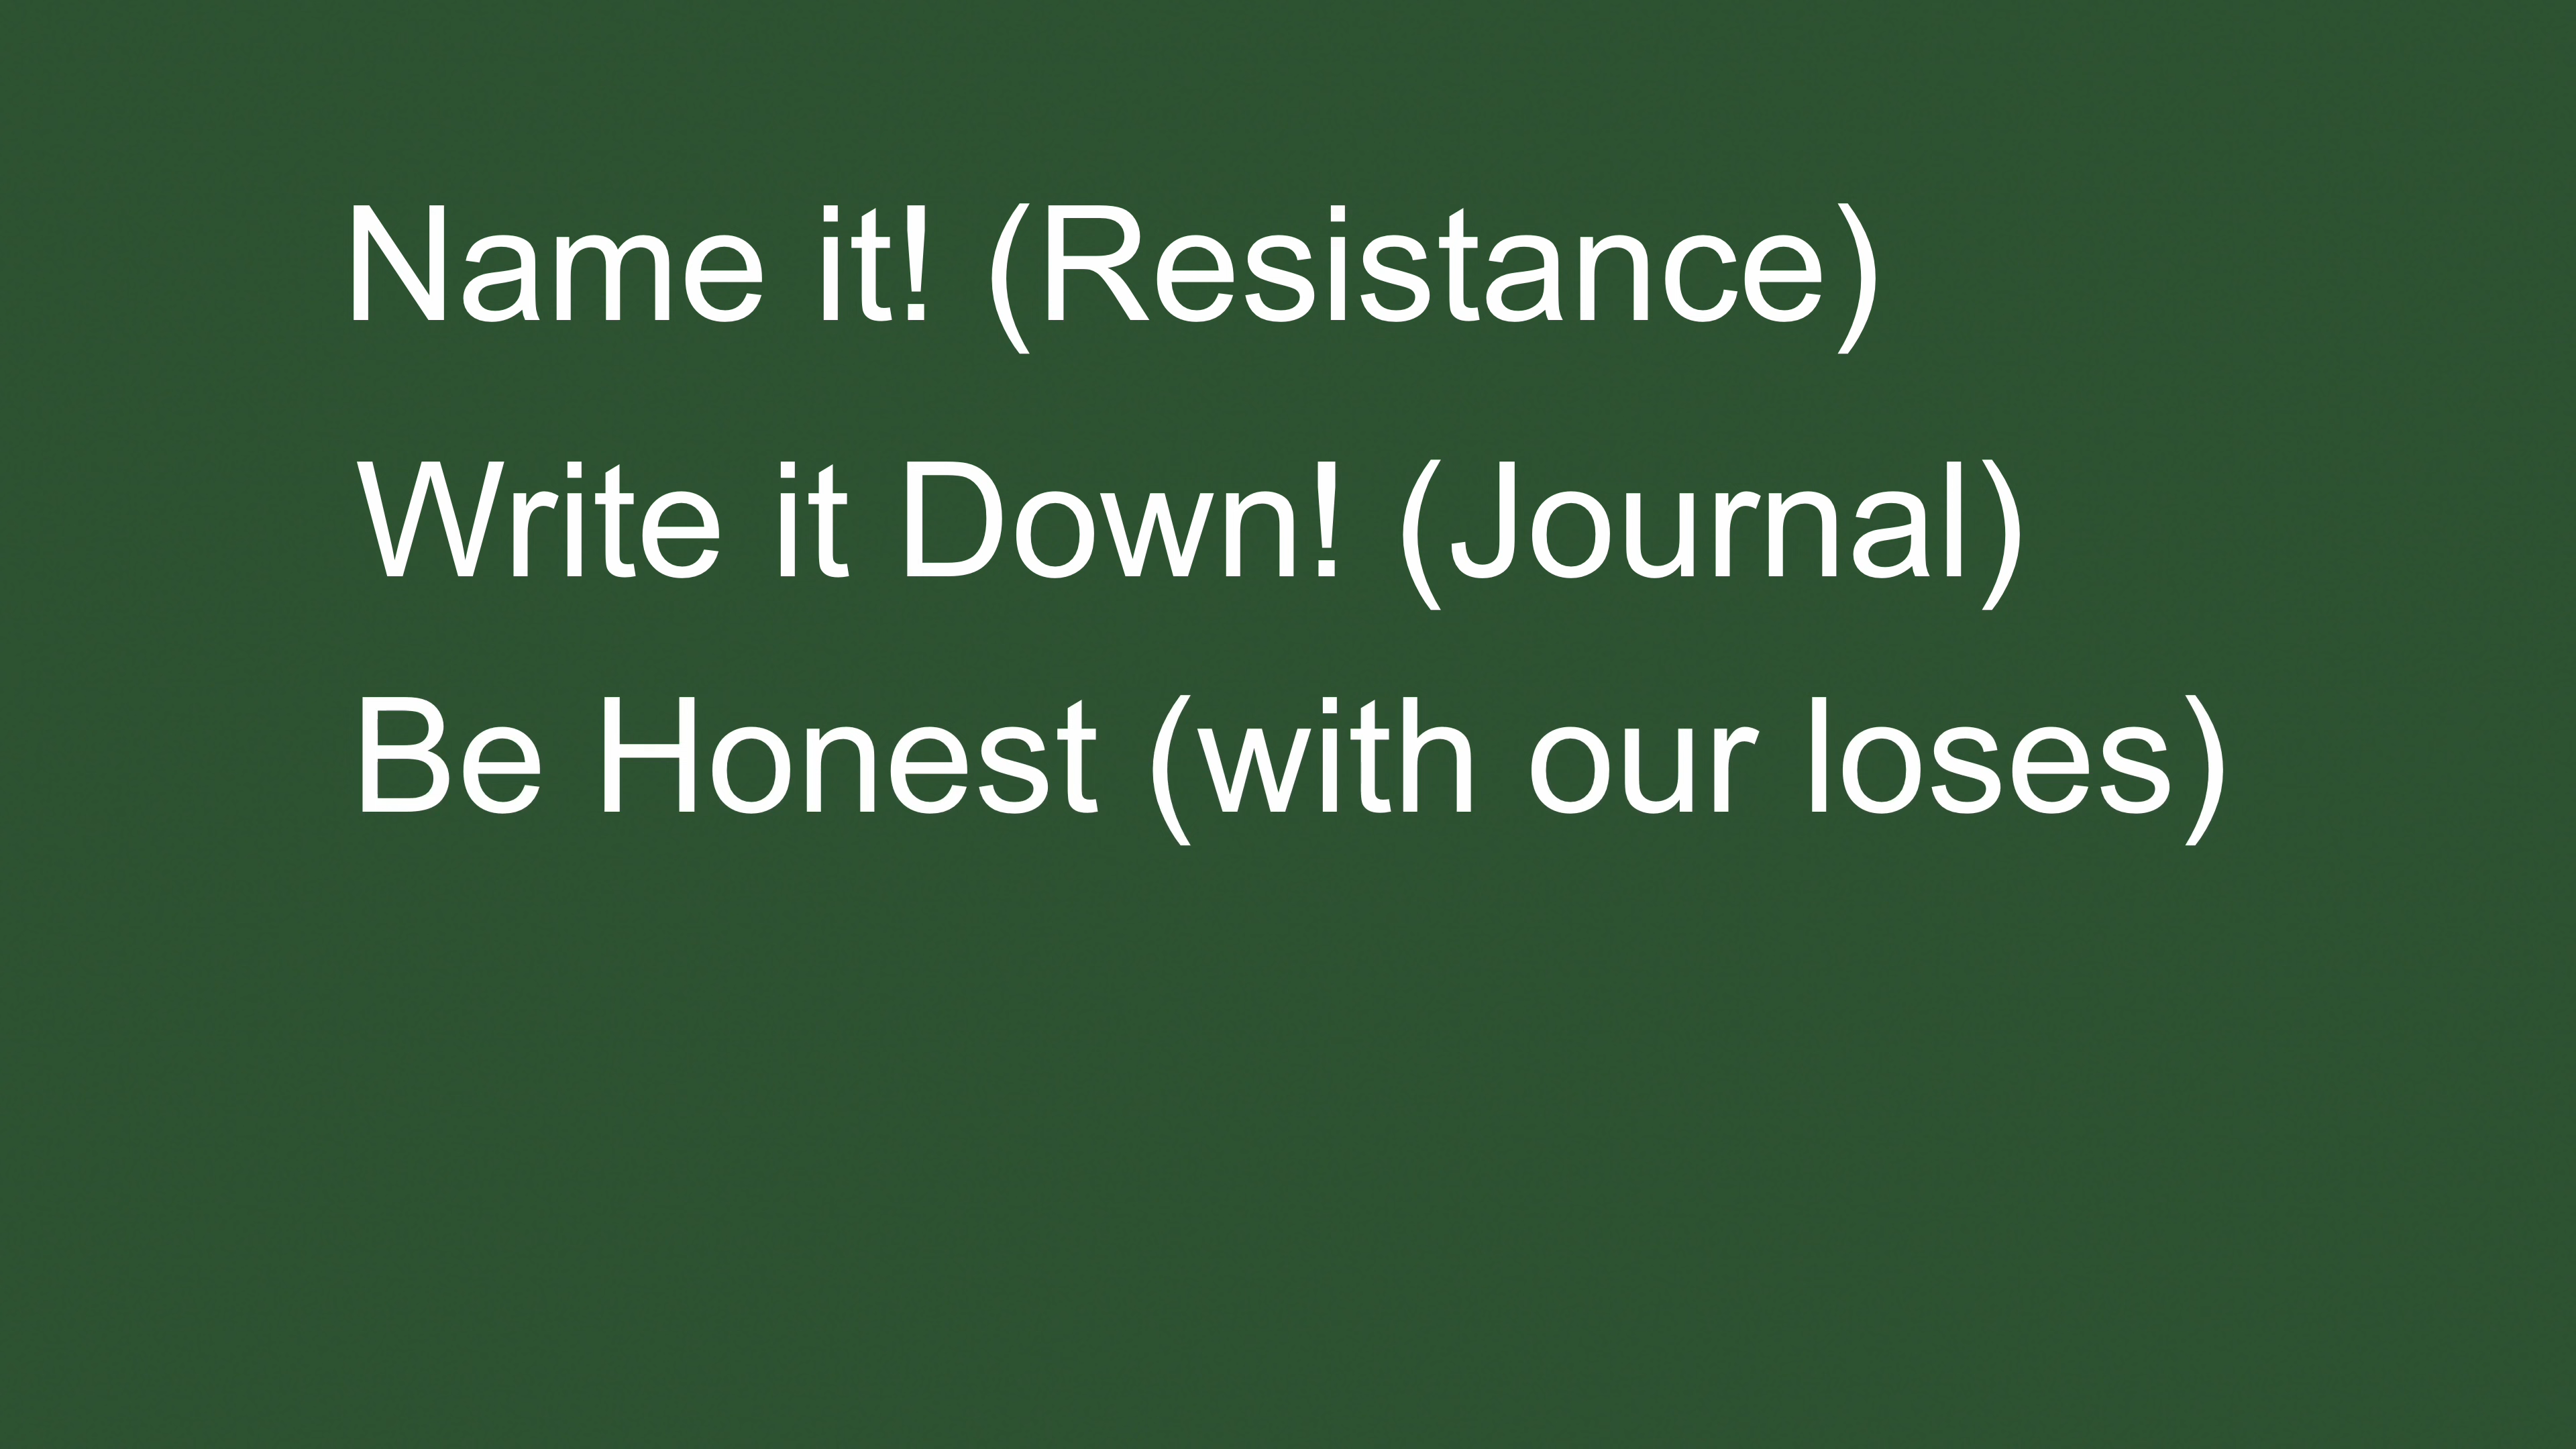 Name it! (Resistance)
Write it Down! (Journal)
Be Honest (with our loses)